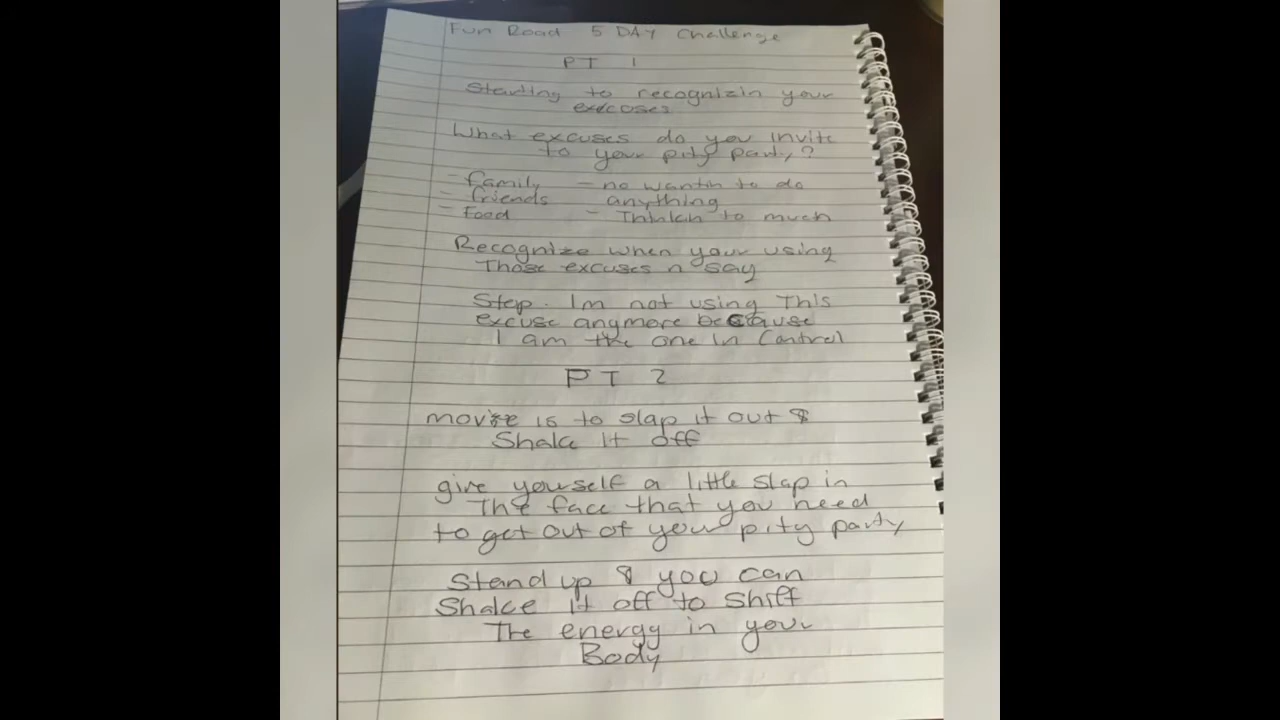 Fun Road 5 DAY Challenge
PT 1
Starting to recognizin your
execoses
What excuses do you invite
to your pity party?
- family - no wantin to do
- friends anything
- Food - Thinkin to much
Recognize when your using
Those excuses n say
Stop. Im not using This
excuse anymore because
I am the one In Control
PT 2
is to slap it out &
Shake It off
give yourself a little slap in
The face that you need
to get out of your pity party
Stand up & you can
Shake it off to shift
The energy in your
Body